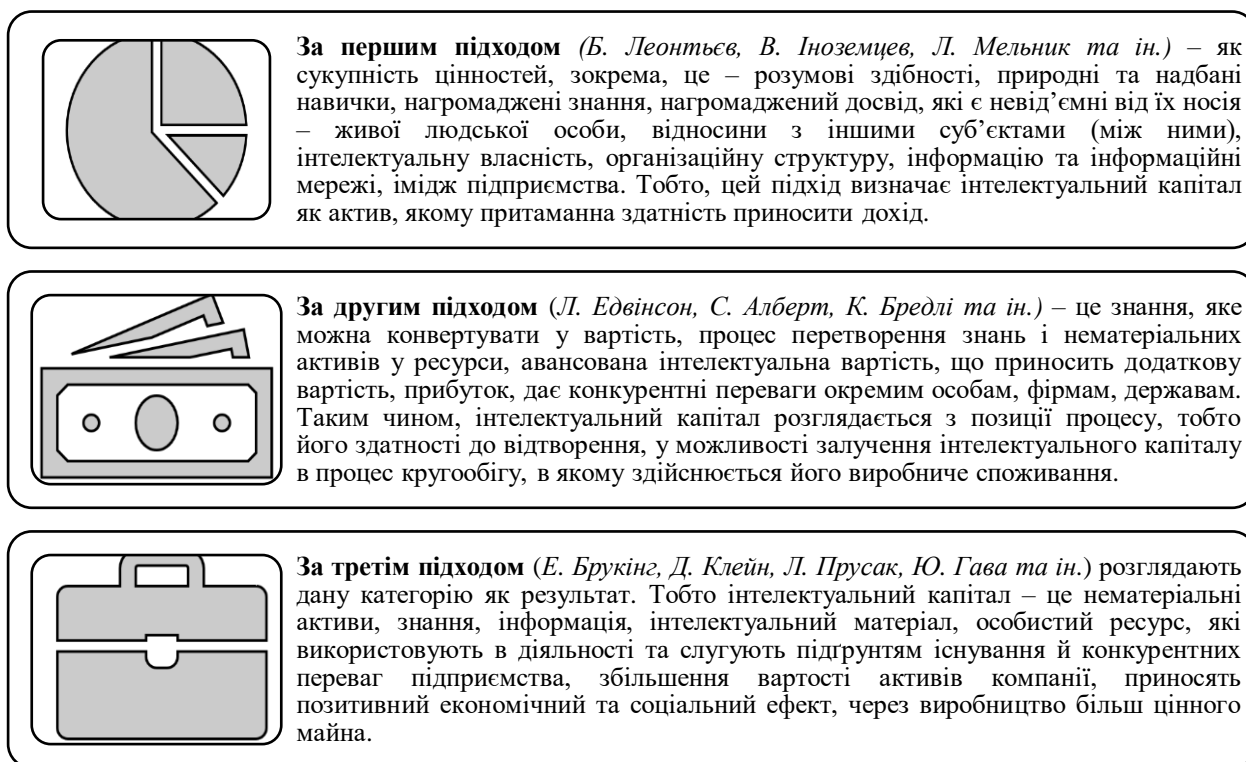 За першим підходом (Б. Леонтьєв, В. Іноземцев, Л. Мельник та ін.) – як
сукупність цінностей, зокрема, це – розумові здібності, природні та надбані
навички, нагромаджені знання, нагромаджений досвід, які є невід’ємні від їх носія
– живої людської особи, відносини з іншими суб’єктами (між ними),
інтелектуальну власність, організаційну структуру, інформацію та інформаційні
мережі, імідж підприємства. Тобто, цей підхід визначає інтелектуальний капітал
як актив, якому притаманна здатність приносити дохід.
За другим підходом (Л. Едвінсон, С. Алберт, К. Бредлі та ін.) – це знання, яке
можна конвертувати у вартість, процес перетворення знань і нематеріальних
активів у ресурси, авансована інтелектуальна вартість, що приносить додаткову
вартість, прибуток, дає конкурентні переваги окремим особам, фірмам, державам.
Таким чином, інтелектуальний капітал розглядається з позиції процесу, тобто
його здатності до відтворення, у можливості залучення інтелектуального капіталу
в процес кругообігу, в якому здійснюється його виробниче споживання.
За третім підходом (Е. Брукінг, Д. Клейн, Л. Прусак, Ю. Гава та ін.) розглядають
дану категорію як результат. Тобто інтелектуальний капітал – це нематеріальні
активи, знання, інформація, інтелектуальний матеріал, особистий ресурс, які
використовують в діяльності та слугують підґрунтям існування й конкурентних
переваг підприємства, збільшення вартості активів компанії, приносять
позитивний економічний та соціальний ефект, через виробництво більш цінного
майна.